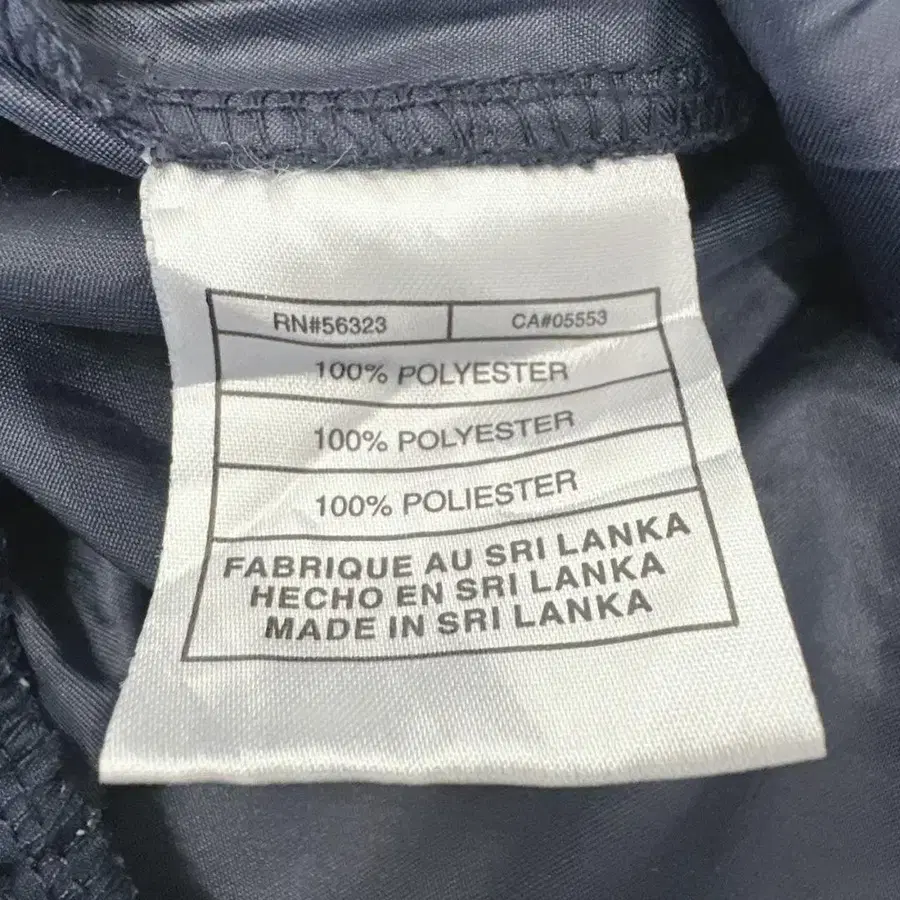 RN#56323 CA#05553
100% POLYESTER
100% POLYESTER
100% POLIESTER
FABRIQUE AU SRI LANKA
HECHO EN SRI LANKA
MADE IN SRI LANKA